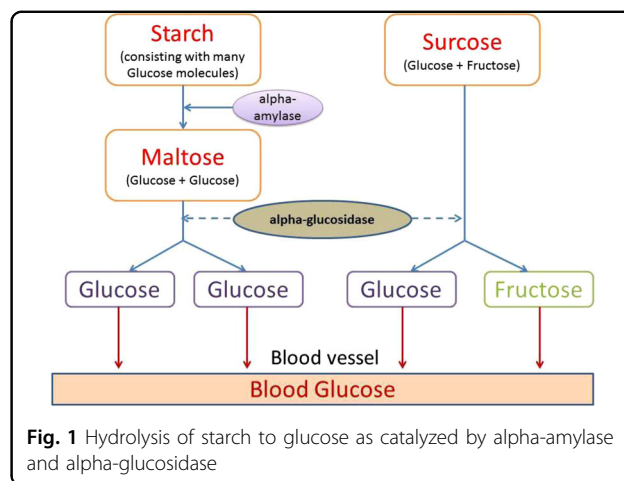 Starch
(consisting with many
Glucose molecules)
Surcose
(Glucose + Fructose)
alpha-
amylase
Maltose
(Glucose + Glucose)
alpha-glucosidase
Glucose
Glucose
Glucose
Fructose
Blood vessel
Blood Glucose
Fig. 1 Hydrolysis of starch to glucose as catalyzed by alpha-amylase
and alpha-glucosidase